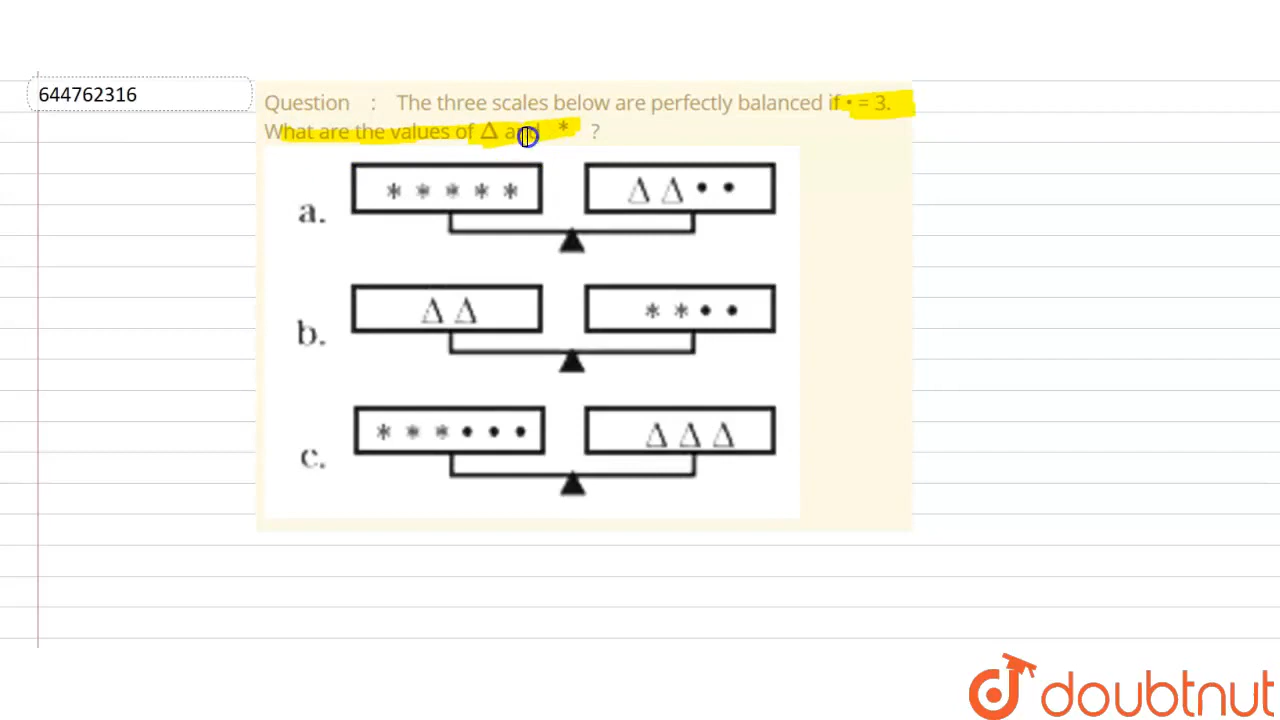 644762316
Question : The three scales below are perfectly balanced if • = 3.
What are the values of Δ and * ?
* * * * * Δ Δ • •
a.
Δ Δ * * • •
b.
* * * • • • Δ Δ Δ
c.
doubtnut